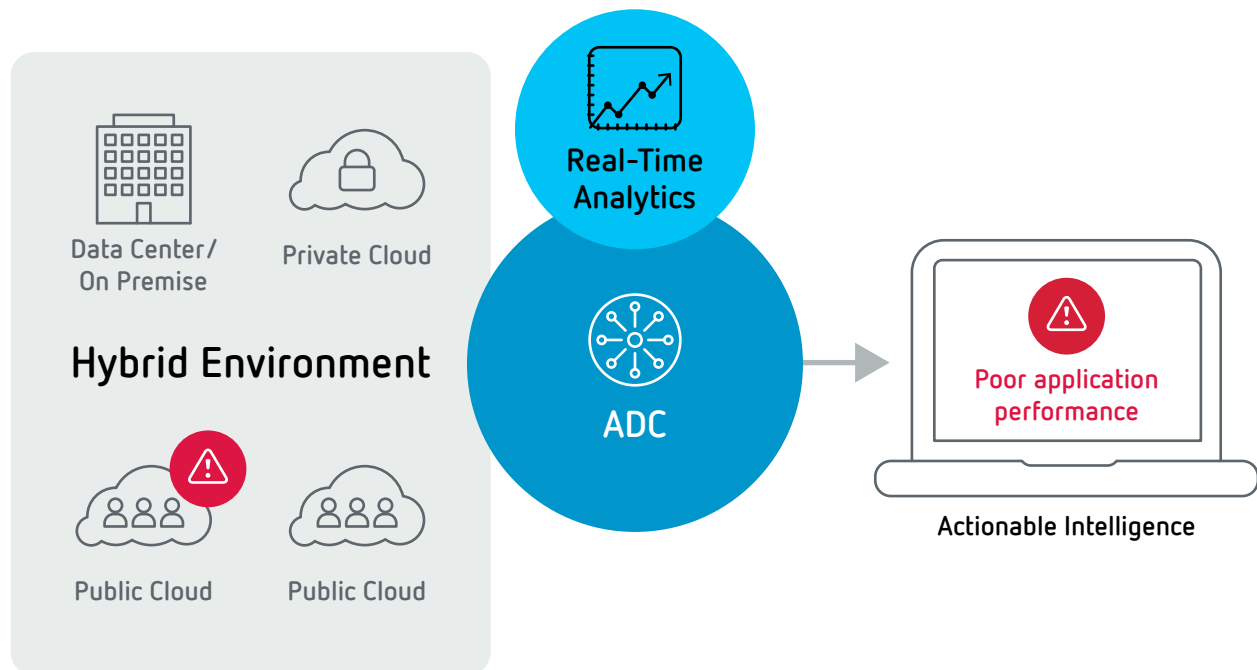 Real-Time
Analytics
Data Center/
On Premise
Private Cloud
Hybrid Environment
ADC
Poor application
performance
Public Cloud
Public Cloud
Actionable Intelligence